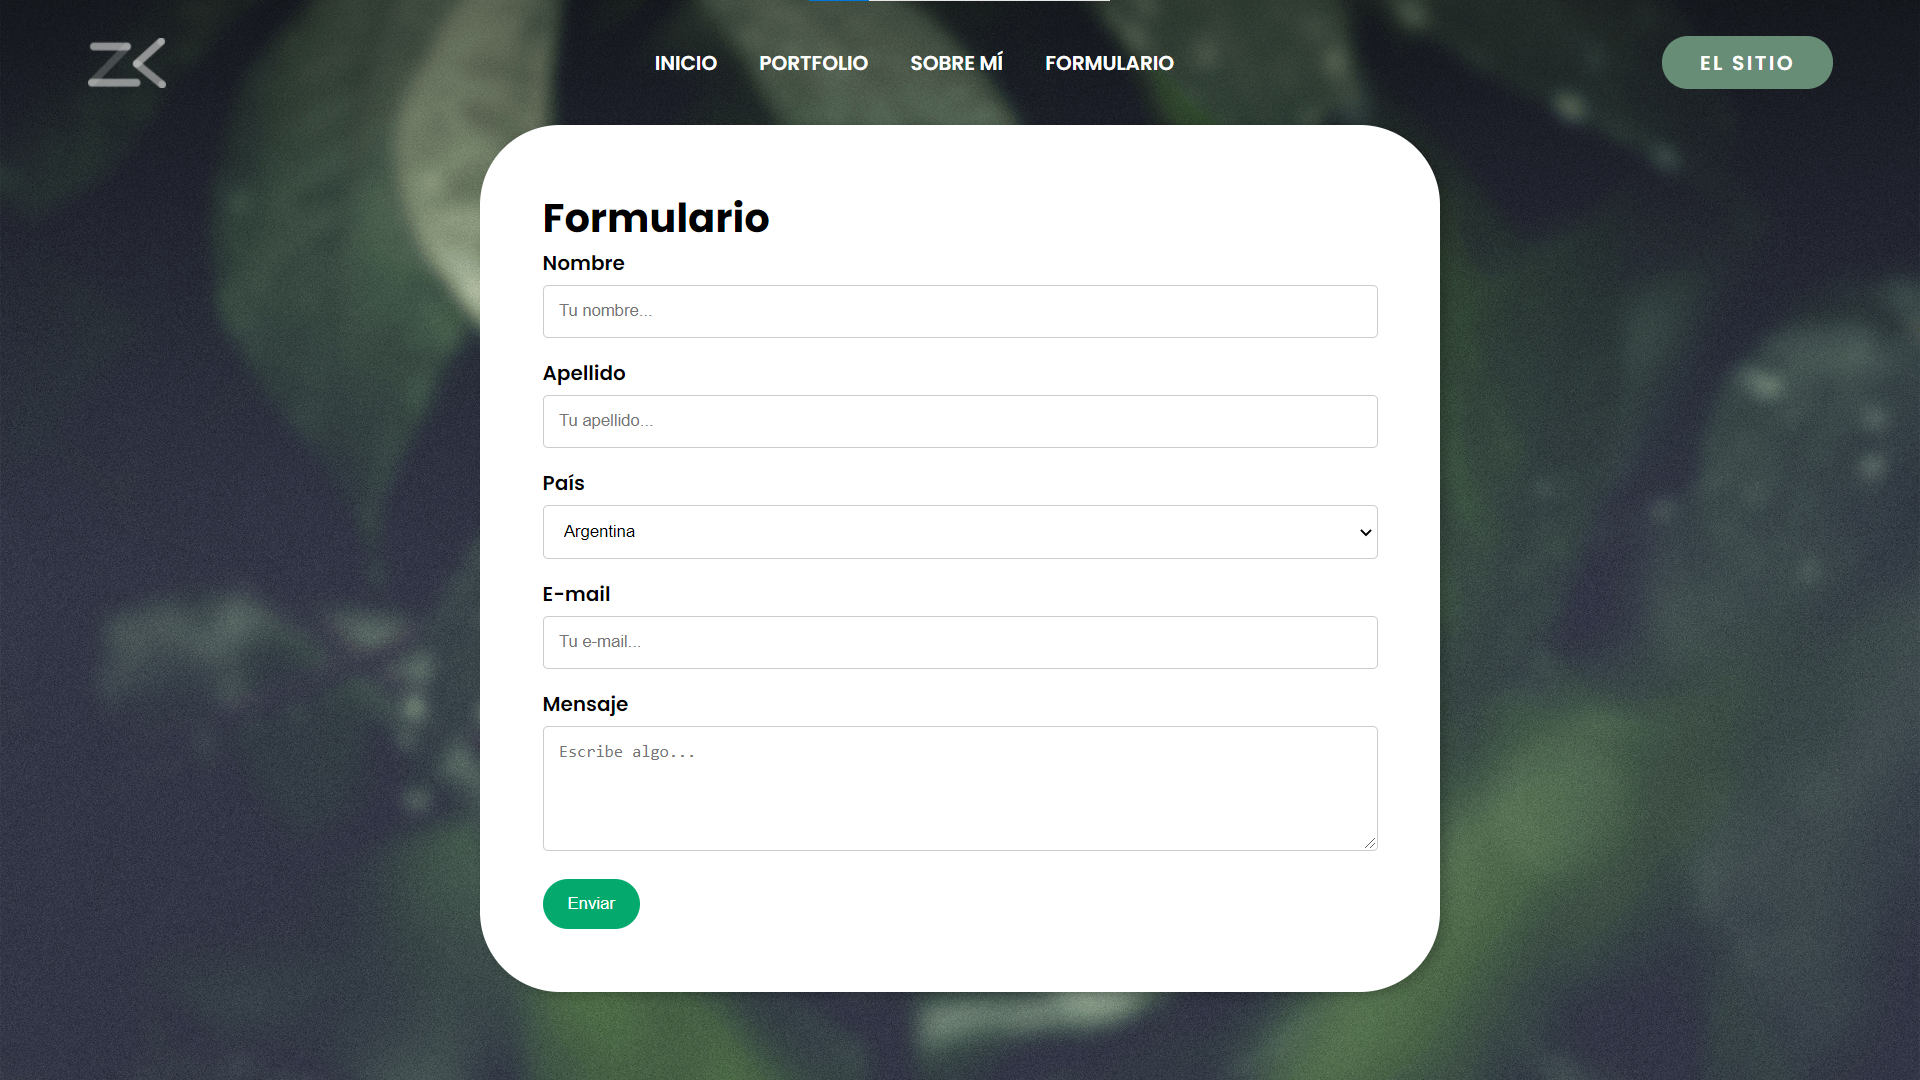 ZK
INICIO PORTFOLIO SOBRE MÍ FORMULARIO
EL SITIO
Formulario
Nombre
Tu nombre...
Apellido
Tu apellido...
País
Argentina
E-mail
Tu e-mail...
Mensaje
Escribe algo...
Enviar